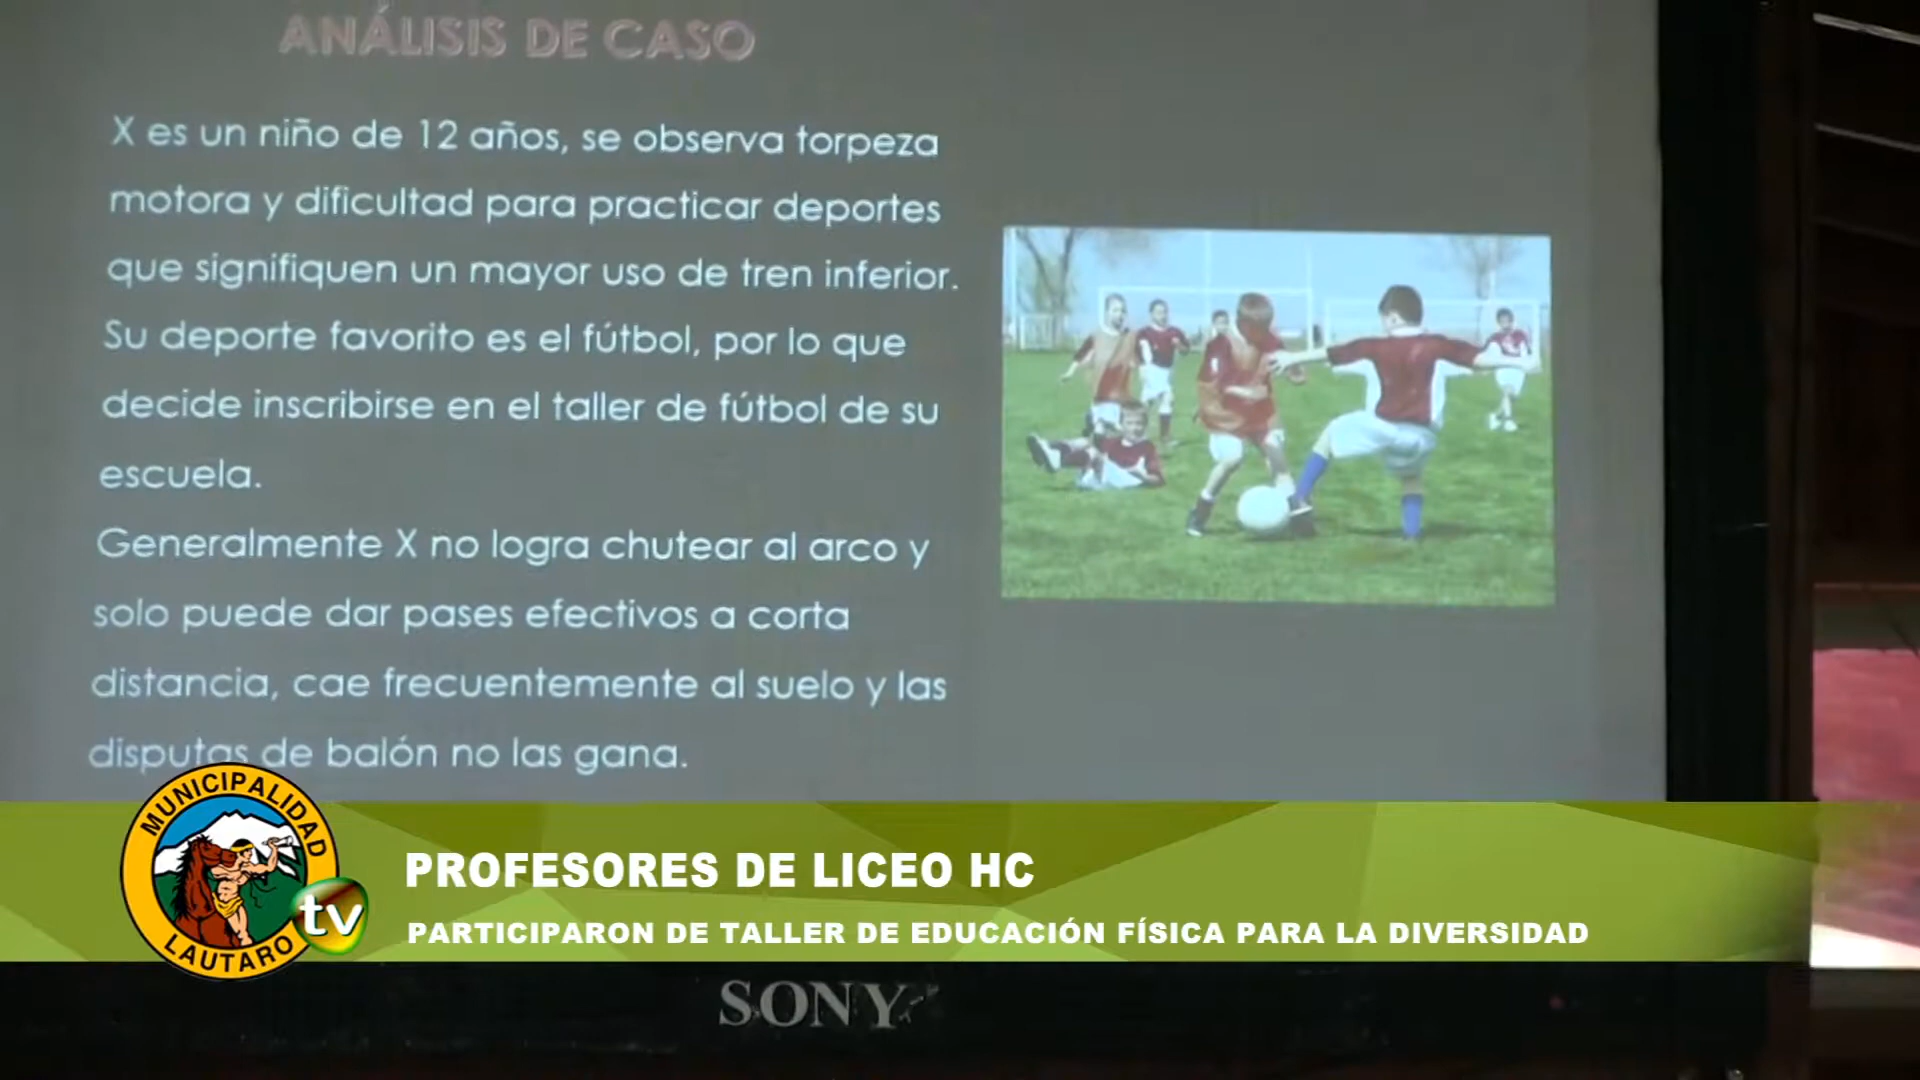 ANÁLISIS DE CASO
X es un niño de 12 años, se observa torpeza
motora y dificultad para practicar deportes
que signifiquen un mayor uso de tren inferior.
Su deporte favorito es el fútbol, por lo que
decide inscribirse en el taller de fútbol de su
escuela.
Generalmente X no logra chutear al arco y
solo puede dar pases efectivos a corta
distancia, cae frecuentemente al suelo y las
disputas de balón no las gana.
MUNICIPALIDAD
LAUTARO
tv
PROFESORES DE LICEO HC
PARTICIPARON DE TALLER DE EDUCACIÓN FÍSICA PARA LA DIVERSIDAD
SONY